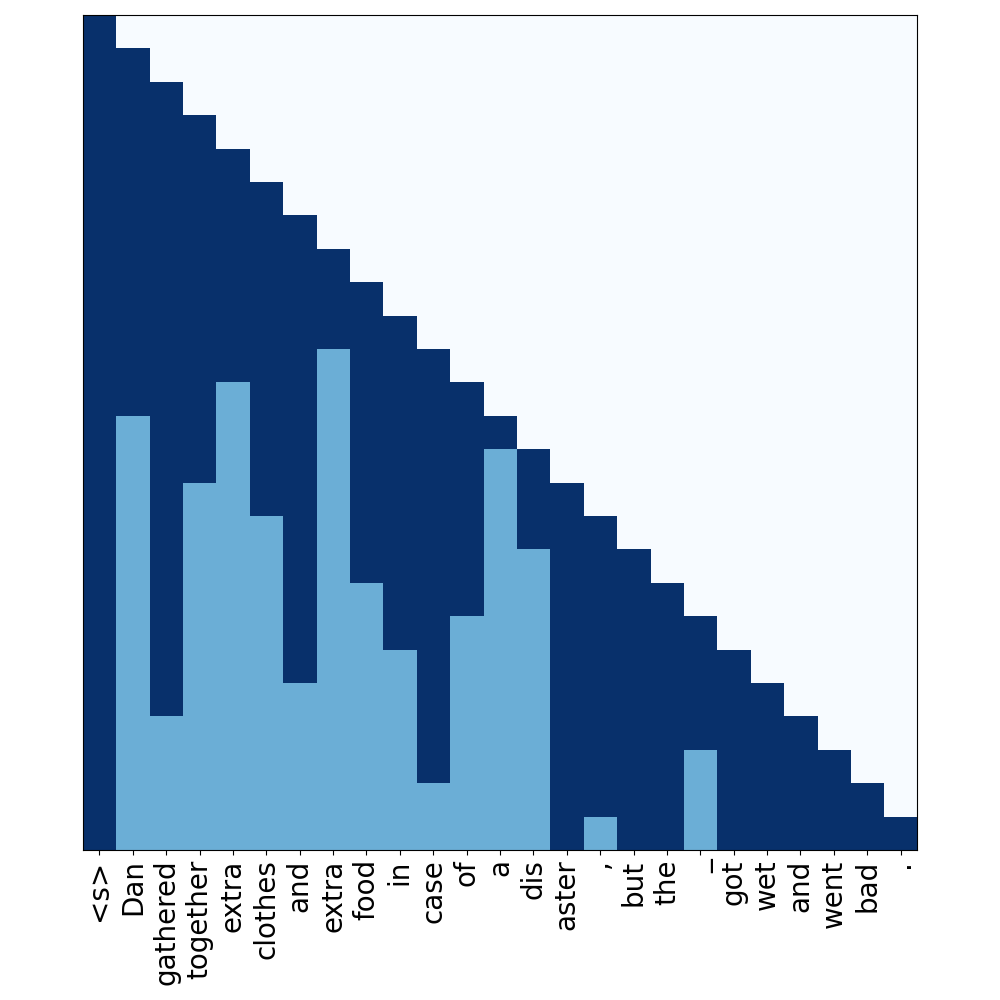 <s> Dan gathered together extra clothes and extra food in case of a dis aster , but the _ got wet and went bad .